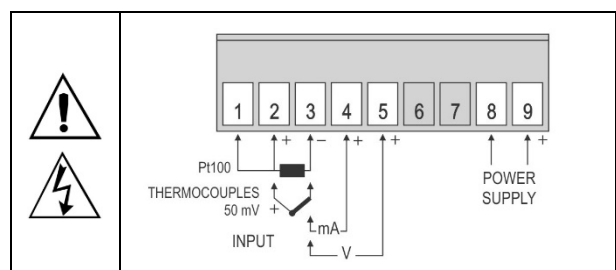 1 2 3 4 5 6 7 8 9
+ − + + +
Pt100
THERMOCOUPLES
50 mV +
INPUT
mA
V
POWER
SUPPLY